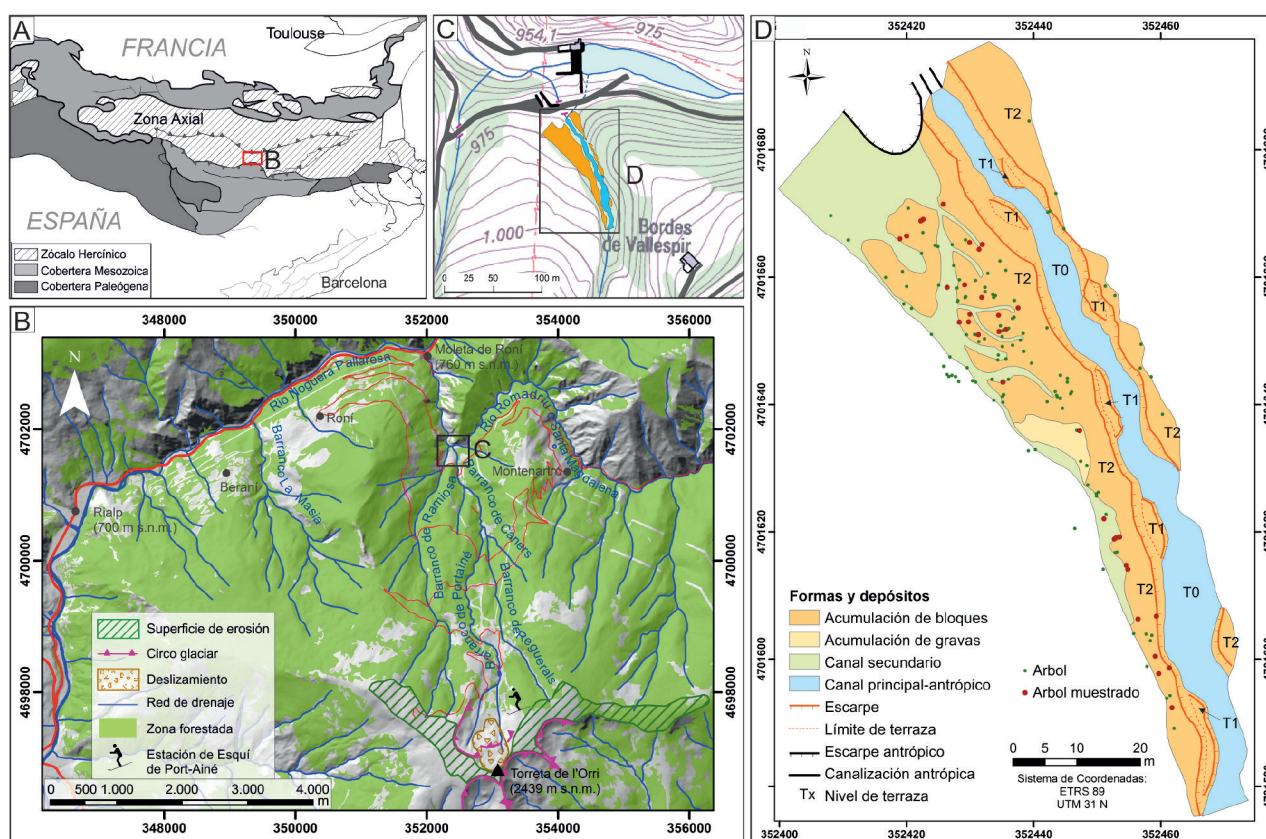 A
FRANCIA
Toulouse
Zona Axial
B
ESPAÑA
Zócalo Hercínico
Cobertera Mesozoica
Cobertera Paleógena
Barcelona
C
954,1
975
975
D
1.000
Bordes
de Vallespir
0 25 50 100 m
B
348000 350000 352000 354000 356000
N
Moleta de Roní
(760 m s.n.m.)
Río Noguera Pallaresa
Río Romadriu o Santa Magdalena
Roní
C
Barranco La Masia
Montenartró
Beraní
Rialp
(700 m s.n.m.)
Barranco de Ramiosa
Barranco de Caners
Barranco de Portainé
Barranco de Reguerals
4702000
4700000
4698000
4702000
4700000
4698000
Superficie de erosión
Circo glaciar
Deslizamiento
Red de drenaje
Zona forestada
Estación de Esquí
de Port-Ainé
Torreta de l'Orri
(2439 m s.n.m.)
0 500 1.000 2.000 3.000 4.000
m
348000 350000 352000 354000 356000
D
352420 352440 352460
N
T2
T1
T1
T2
T0
T1
T1
T2
T2
T1
T2
T0
T2
T1
4701680
4701660
4701640
4701620
4701600
4701680
4701660
Formas y depósitos
Acumulación de bloques
Acumulación de gravas
Canal secundario
Canal principal-antrópico
Escarpe
Límite de terraza
Escarpe antrópico
Canalización antrópica
Tx Nivel de terraza
Arbol
Arbol muestrado
0 5 10 20
m
Sistema de Coordenadas:
ETRS 89
UTM 31 N
352400 352420 352440 352460